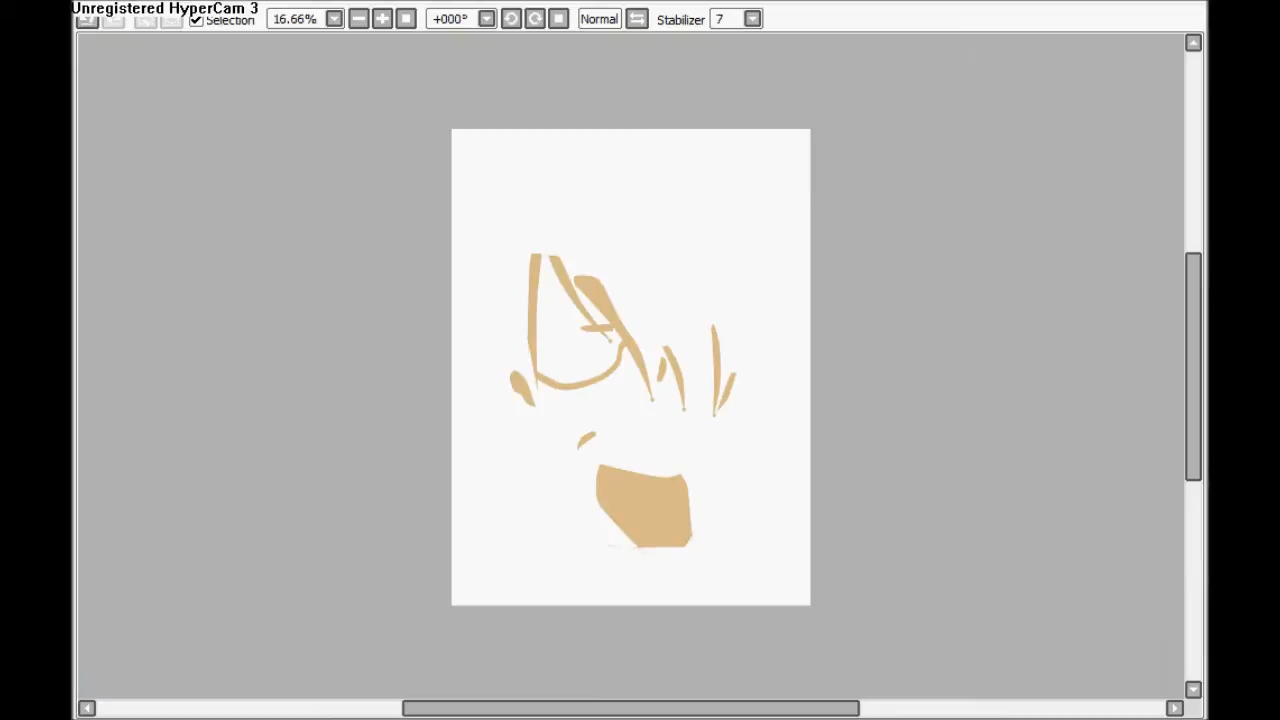 Unregistered HyperCam 3
Selection 16.66% +000° Normal Stabilizer 7